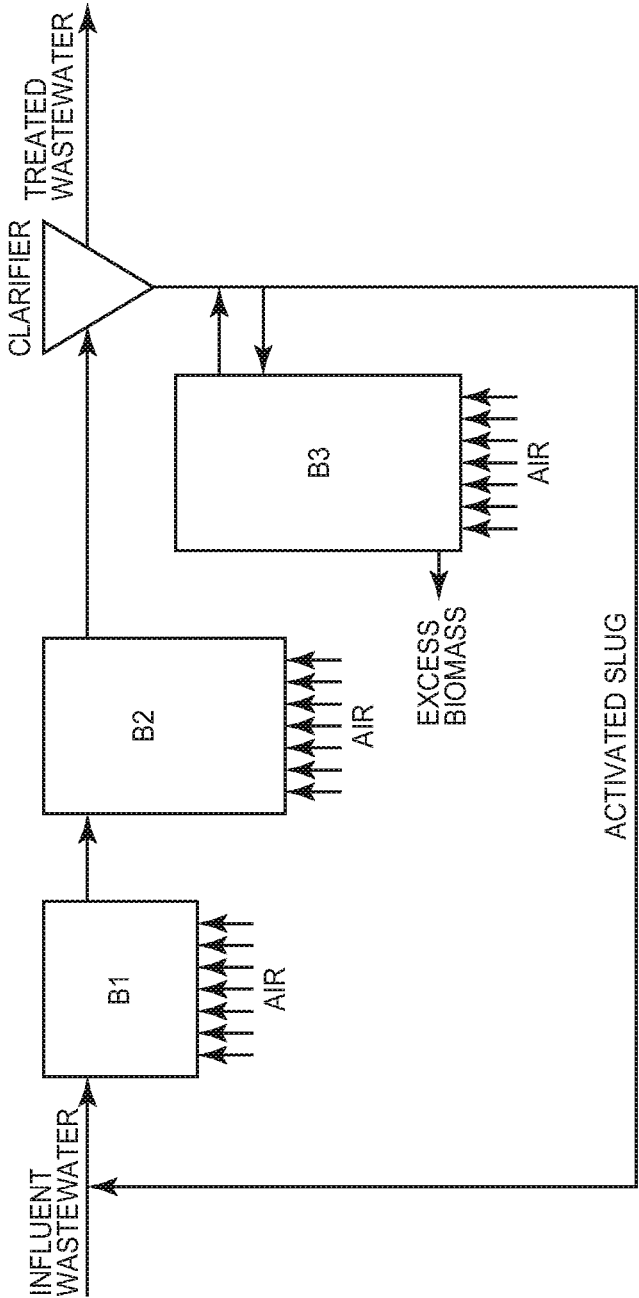 INFLUENT
WASTEWATER
B1
AIR
B2
AIR
CLARIFIER
TREATED
WASTEWATER
B3
AIR
EXCESS
BIOMASS
ACTIVATED SLUG